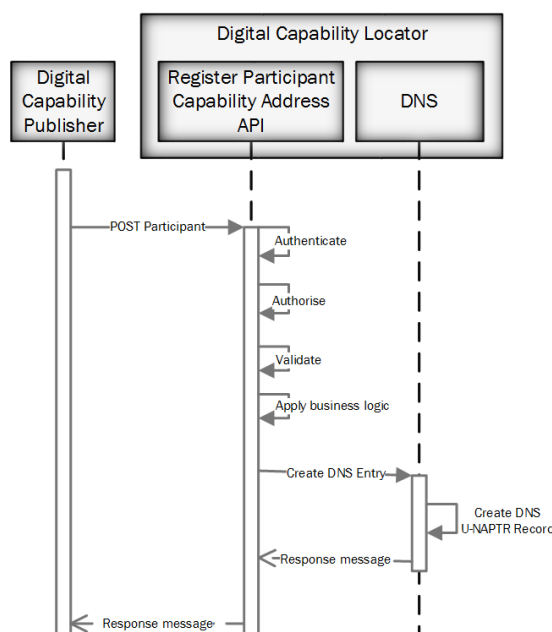 Digital Capability Locator
Digital
Capability
Publisher
Register Participant
Capability Address
API
DNS
POST Participant
Authenticate
Authorise
Validate
Apply business logic
Create DNS Entry
Create DNS
U-NAPTR Record
Response message
Response message